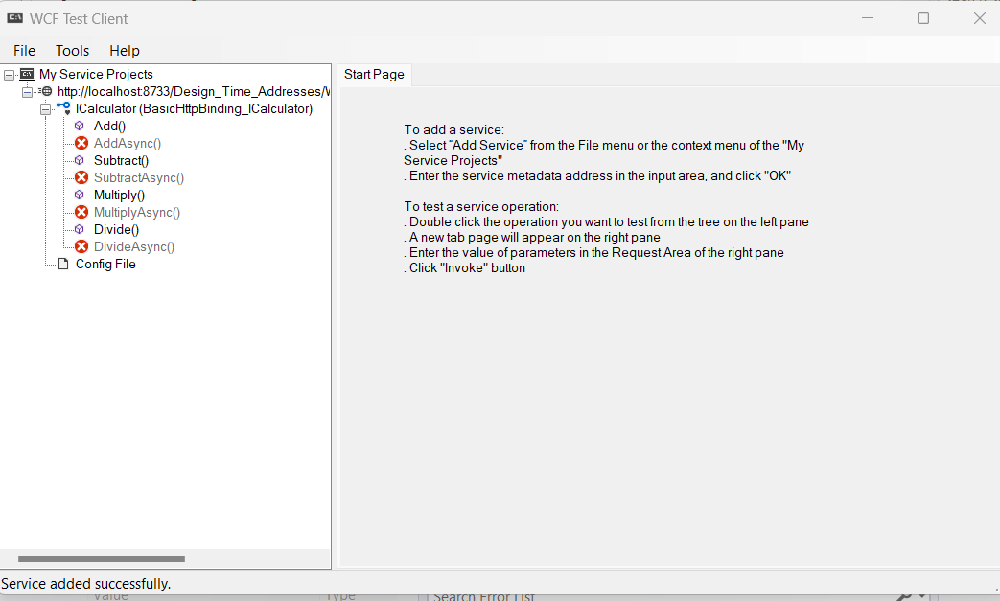 WCF Test Client
File Tools Help
My Service Projects
http://localhost:8733/Design_Time_Addresses/
ICalculator (BasicHttpBinding_ICalculator)
Add()
AddAsync()
Subtract()
SubtractAsync()
Multiply()
MultiplyAsync()
Divide()
DivideAsync()
Config File
Start Page
To add a service:
. Select "Add Service" from the File menu or the context menu of the "My
Service Projects"
. Enter the service metadata address in the input area, and click "OK"
To test a service operation:
. Double click the operation you want to test from the tree on the left pane
. A new tab page will appear on the right pane
. Enter the value of parameters in the Request Area of the right pane
. Click "Invoke" button
Service added successfully.
Value Type Search Error List